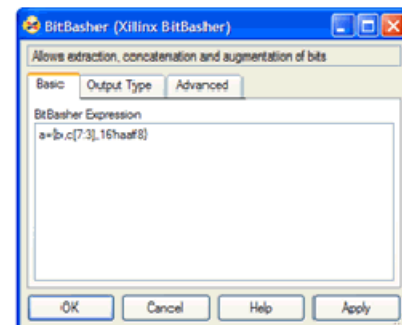 BitBasher (Xilinx BitBasher)
Allows extraction, concatenation and augmentation of bits
Basic Output Type Advanced
BitBasher Expression
a={b,c[7:3],16'haaf8}
OK Cancel Help Apply